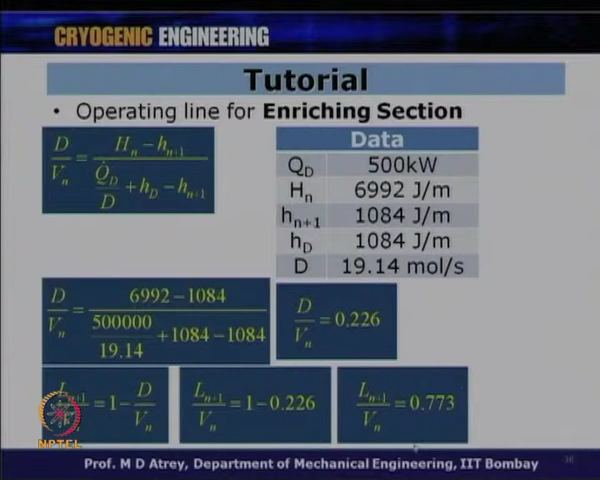 CRYOGENIC ENGINEERING
Tutorial
• Operating line for Enriching Section
D/V_n = (H_n − h_{n+1}) / (Q̇_D/D + h_D − h_{n+1})
Data
Q_D 500kW
H_n 6992 J/m
h_{n+1} 1084 J/m
h_D 1084 J/m
D 19.14 mol/s
D/V_n = (6992 − 1084) / (500000/19.14 + 1084 − 1084)
D/V_n = 0.226
L_{n+1}/V_n = 1 − D/V_n
L_{n+1}/V_n = 1 − 0.226
L_{n+1}/V_n = 0.773
NPTEL
Prof. M D Atrey, Department of Mechanical Engineering, IIT Bombay